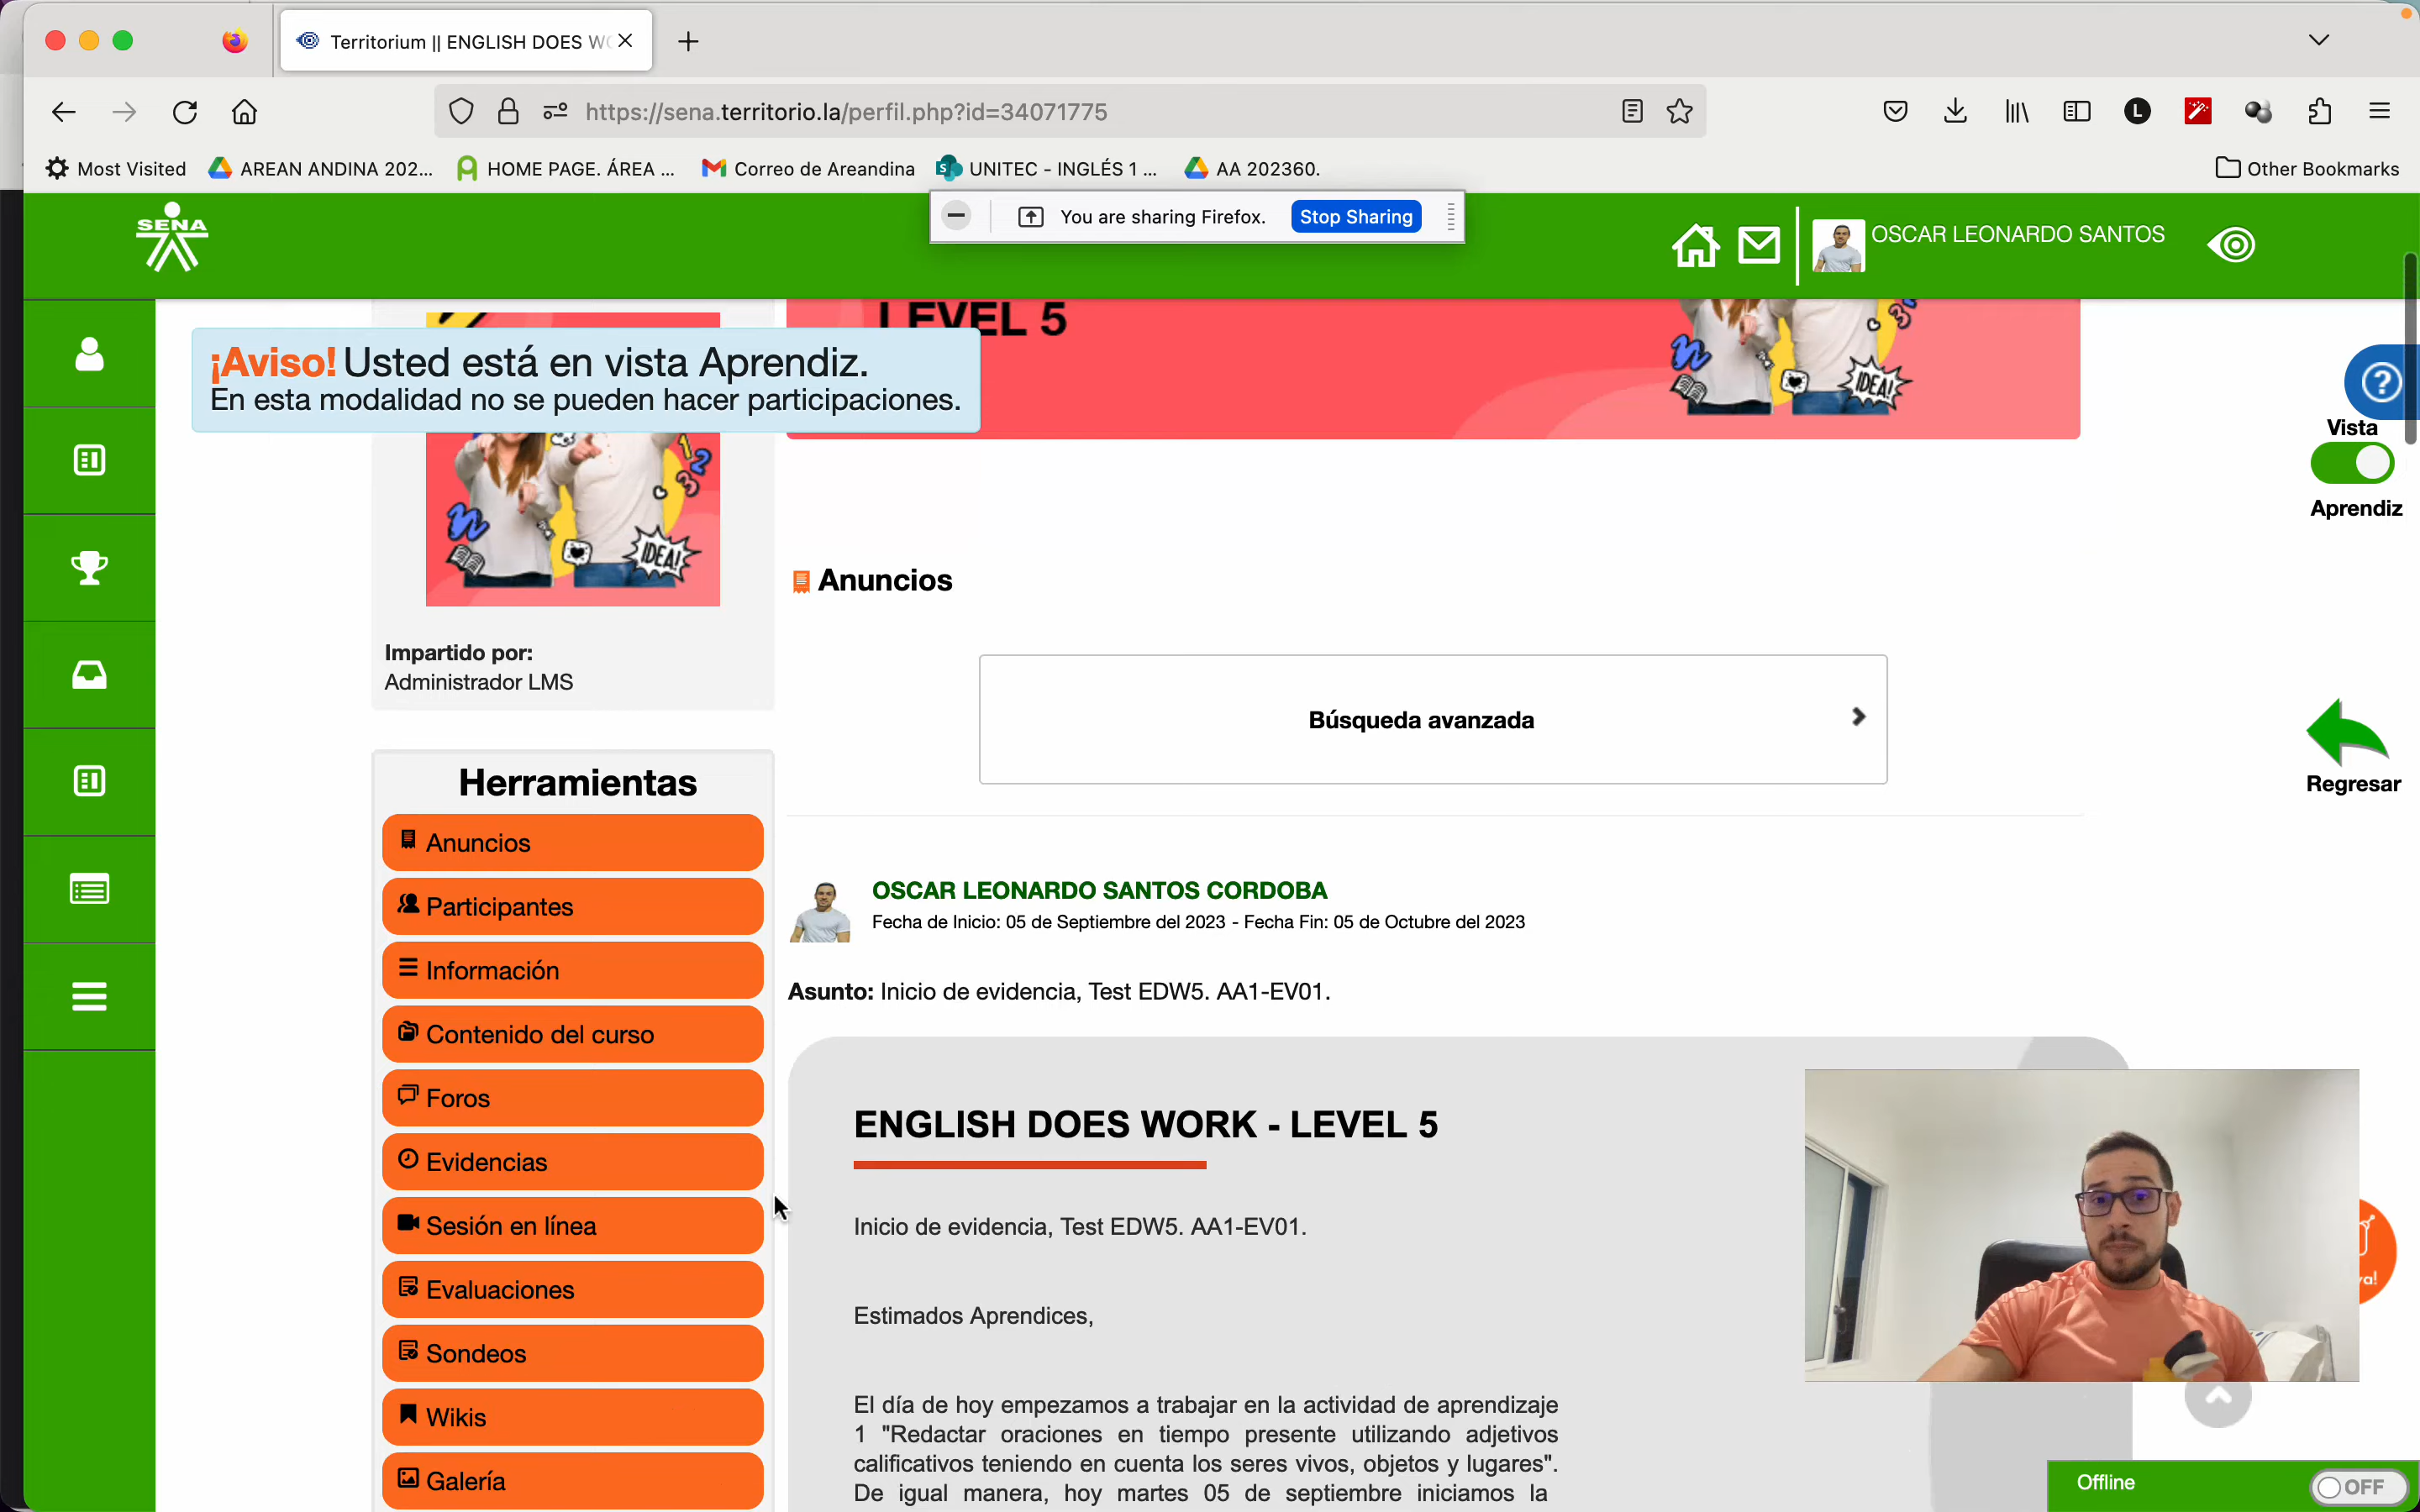 Territorium || ENGLISH DOES WO
https://sena.territorio.la/perfil.php?id=34071775
L
Most Visited
AREAN ANDINA 202...
HOME PAGE. ÁREA ...
Correo de Areandina
UNITEC - INGLÉS 1 ...
AA 202360.
Other Bookmarks
SENA
You are sharing Firefox.
Stop Sharing
OSCAR LEONARDO SANTOS
LEVEL 5
¡Aviso! Usted está en vista Aprendiz.
En esta modalidad no se pueden hacer participaciones.
IDEA!
IDEA!
Vista
Aprendiz
Anuncios
Impartido por:
Administrador LMS
Búsqueda avanzada
Regresar
Herramientas
Anuncios
Participantes
Información
Contenido del curso
Foros
Evidencias
Sesión en línea
Evaluaciones
Sondeos
Wikis
Galería
OSCAR LEONARDO SANTOS CORDOBA
Fecha de Inicio: 05 de Septiembre del 2023 - Fecha Fin: 05 de Octubre del 2023
Asunto: Inicio de evidencia, Test EDW5. AA1-EV01.
ENGLISH DOES WORK - LEVEL 5
Inicio de evidencia, Test EDW5. AA1-EV01.
Estimados Aprendices,
El día de hoy empezamos a trabajar en la actividad de aprendizaje
1 "Redactar oraciones en tiempo presente utilizando adjetivos
calificativos teniendo en cuenta los seres vivos, objetos y lugares".
De igual manera, hoy martes 05 de septiembre iniciamos la
Offline
OFF